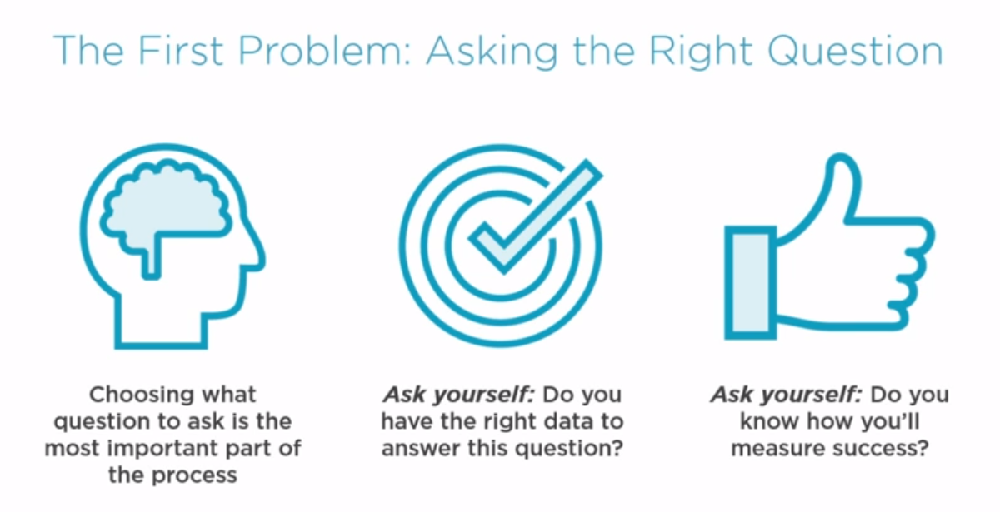 The First Problem: Asking the Right Question
Choosing what
question to ask is the
most important part of
the process
Ask yourself: Do you
have the right data to
answer this question?
Ask yourself: Do you
know how you'll
measure success?